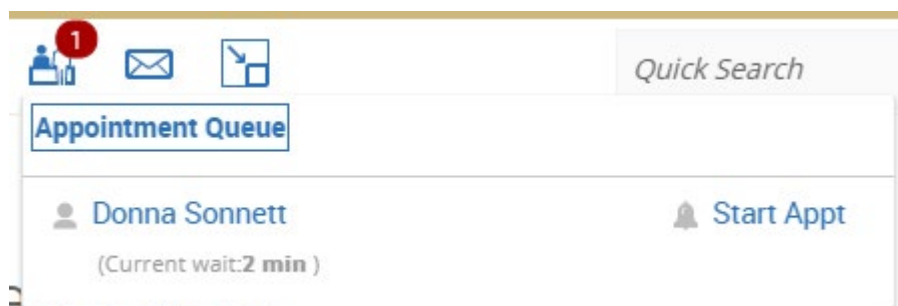 1
Quick Search
Appointment Queue
Donna Sonnett Start Appt
(Current wait:2 min )